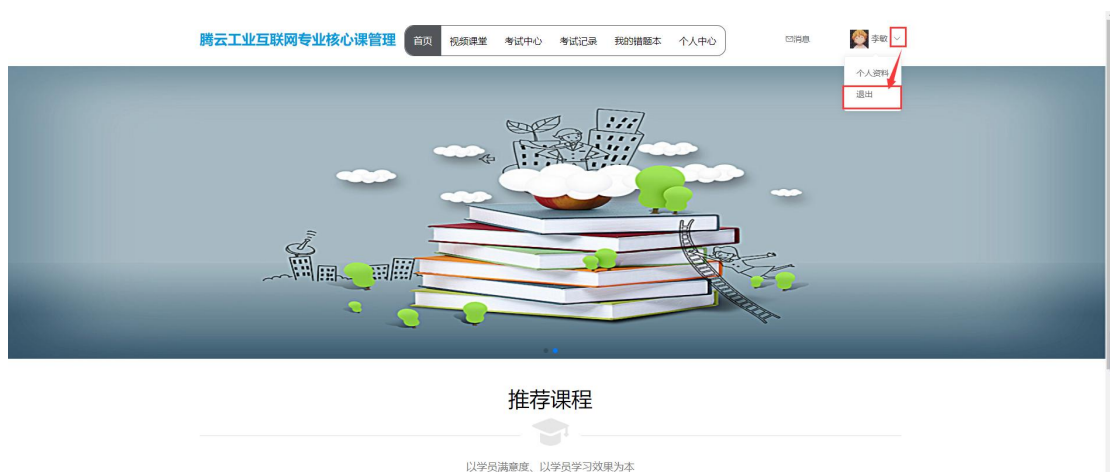 腾云工业互联网专业核心课管理 首页 视频课堂 考试中心 考试记录 我的错题本 个人中心 消息 李敏
个人资料
退出
推荐课程
以学员满意度、以学员学习效果为本